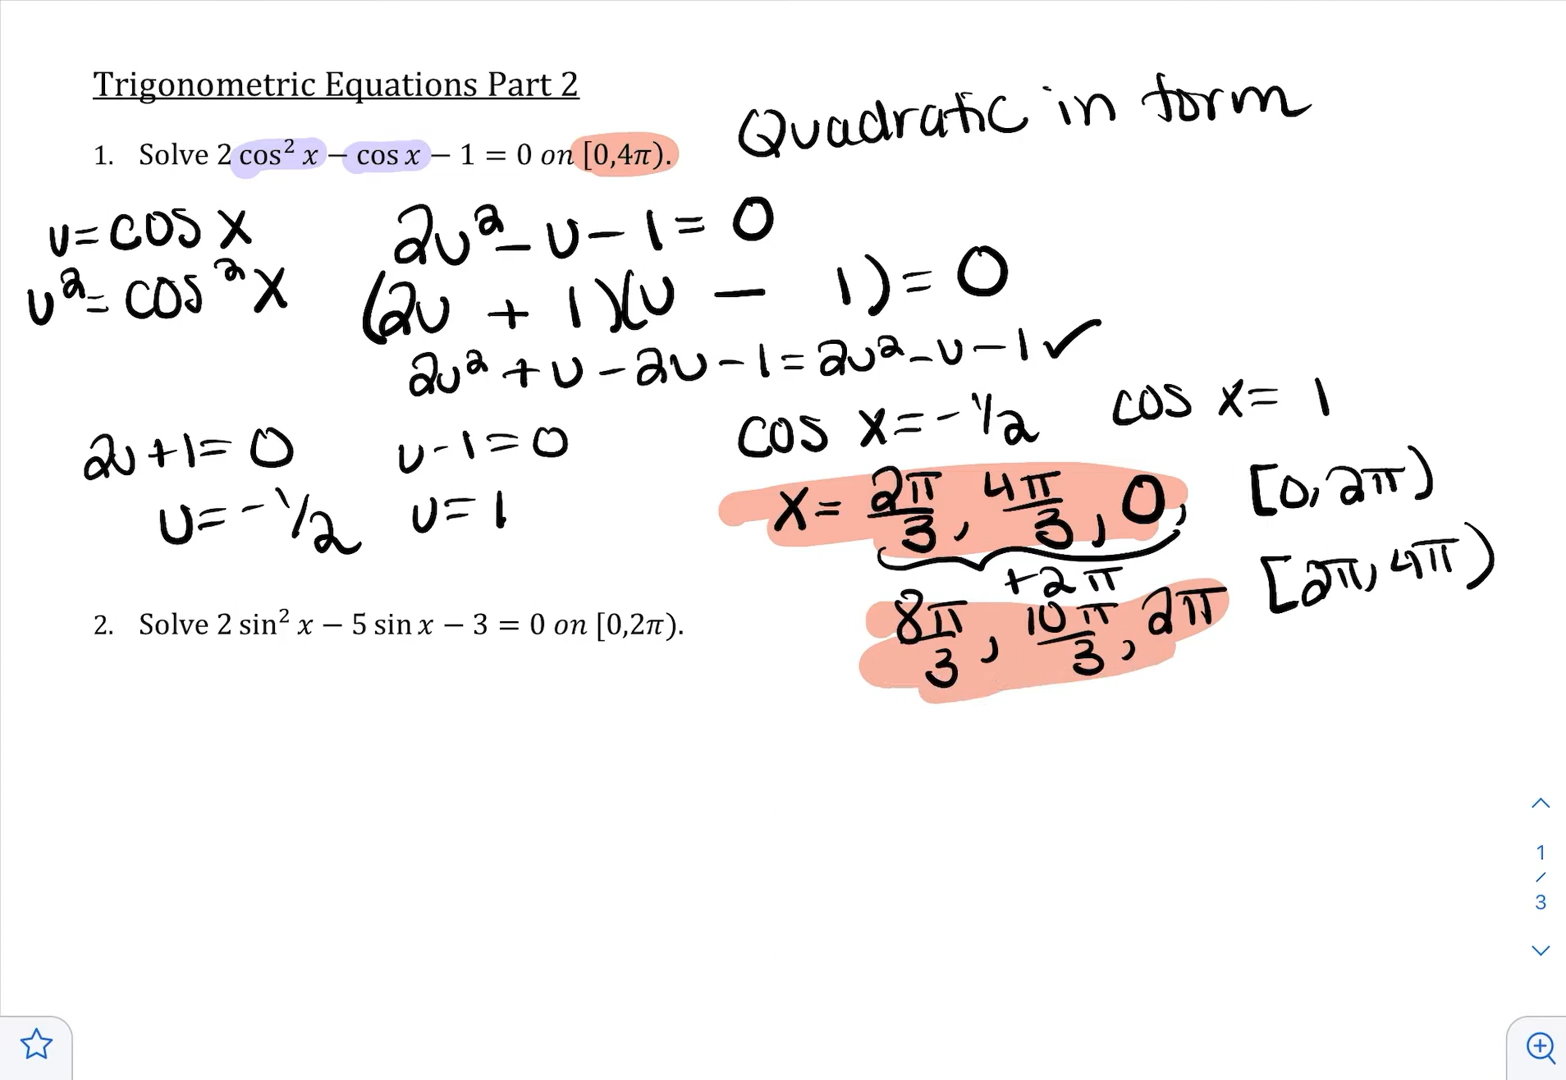 Trigonometric Equations Part 2
Quadratic in form
1. Solve 2 cos² x − cos x − 1 = 0 on [0,4π).
u = cos x
u² = cos² x
2u² − u − 1 = 0
(2u + 1)(u − 1) = 0
2u² + u − 2u − 1 = 2u² − u − 1 ✓
2u + 1 = 0
u = −1/2
u − 1 = 0
u = 1
cos x = −1/2
cos x = 1
x = 2π/3, 4π/3, 0, [0, 2π)
+2π
8π/3, 10π/3, 2π [2π, 4π)
2. Solve 2 sin² x − 5 sin x − 3 = 0 on [0,2π).
1
/
3